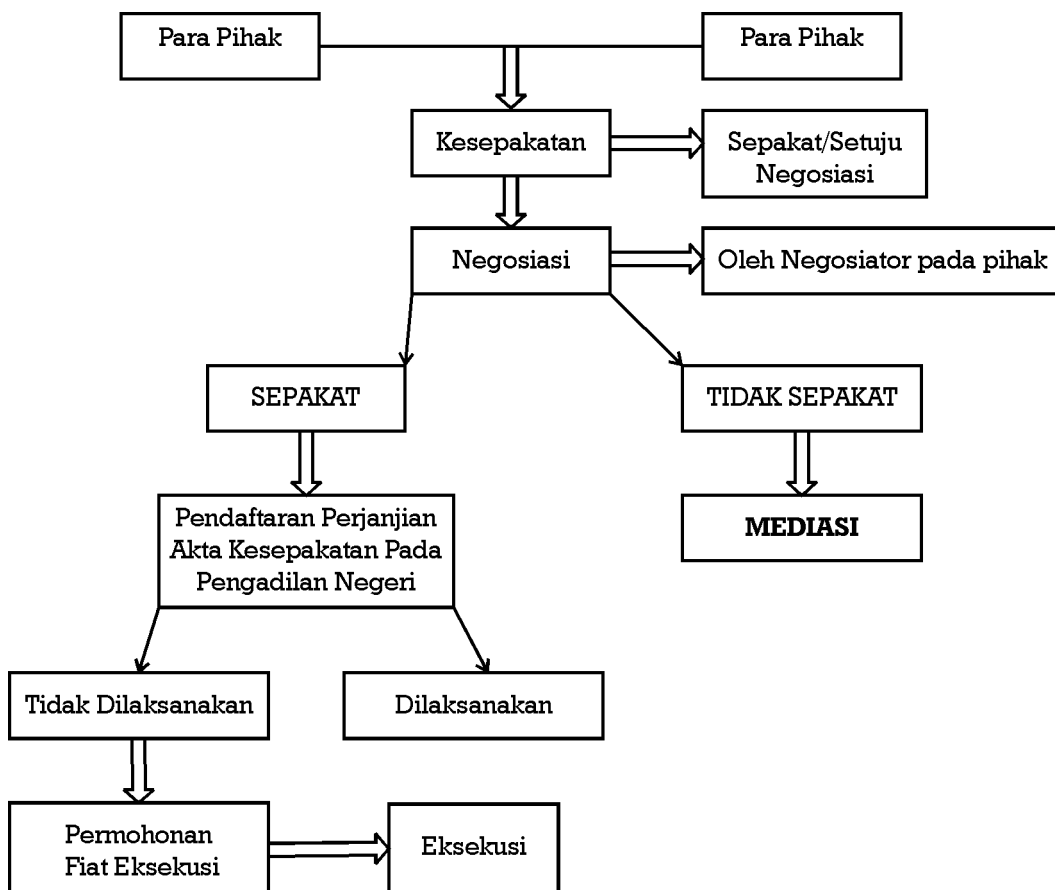 Para Pihak
Para Pihak
Kesepakatan
Sepakat/Setuju
Negosiasi
Negosiasi
Oleh Negosiator pada pihak
SEPAKAT
TIDAK SEPAKAT
Pendaftaran Perjanjian
Akta Kesepakatan Pada
Pengadilan Negeri
MEDIASI
Tidak Dilaksanakan
Dilaksanakan
Permohonan
Fiat Eksekusi
Eksekusi